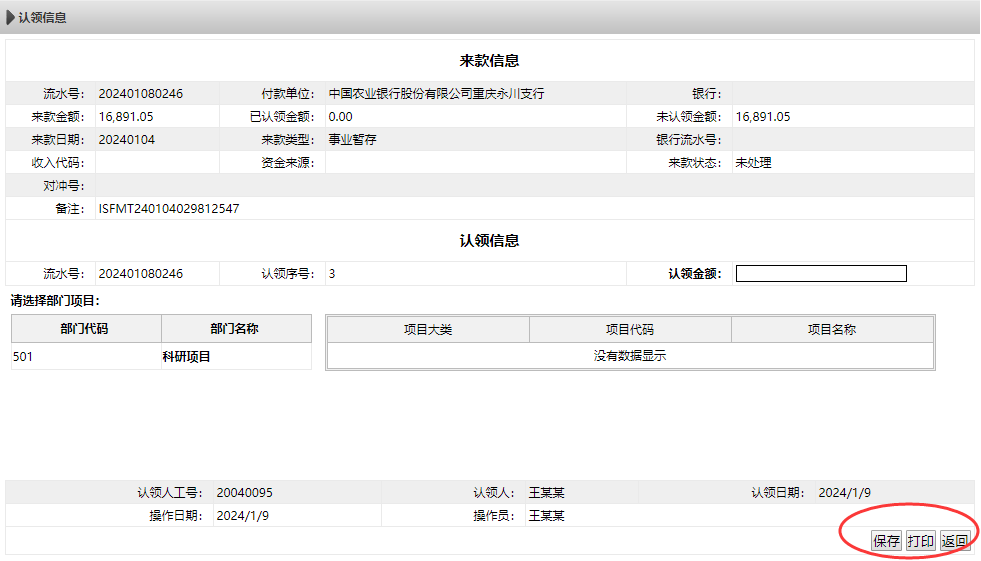 认领信息
来款信息
流水号： 202401080246 付款单位： 中国农业银行股份有限公司重庆永川支行 银行：
来款金额： 16,891.05 已认领金额： 0.00 未认领金额： 16,891.05
来款日期： 20240104 来款类型： 事业暂存 银行流水号：
收入代码： 资金来源： 来款状态： 未处理
对冲号：
备注： ISFMT240104029812547
认领信息
流水号： 202401080246 认领序号： 3 认领金额：
请选择部门项目：
部门代码 部门名称 项目大类 项目代码 项目名称
501 科研项目 没有数据显示
认领人工号： 20040095 认领人： 王某某 认领日期： 2024/1/9
操作日期： 2024/1/9 操作员： 王某某
保存 打印 返回